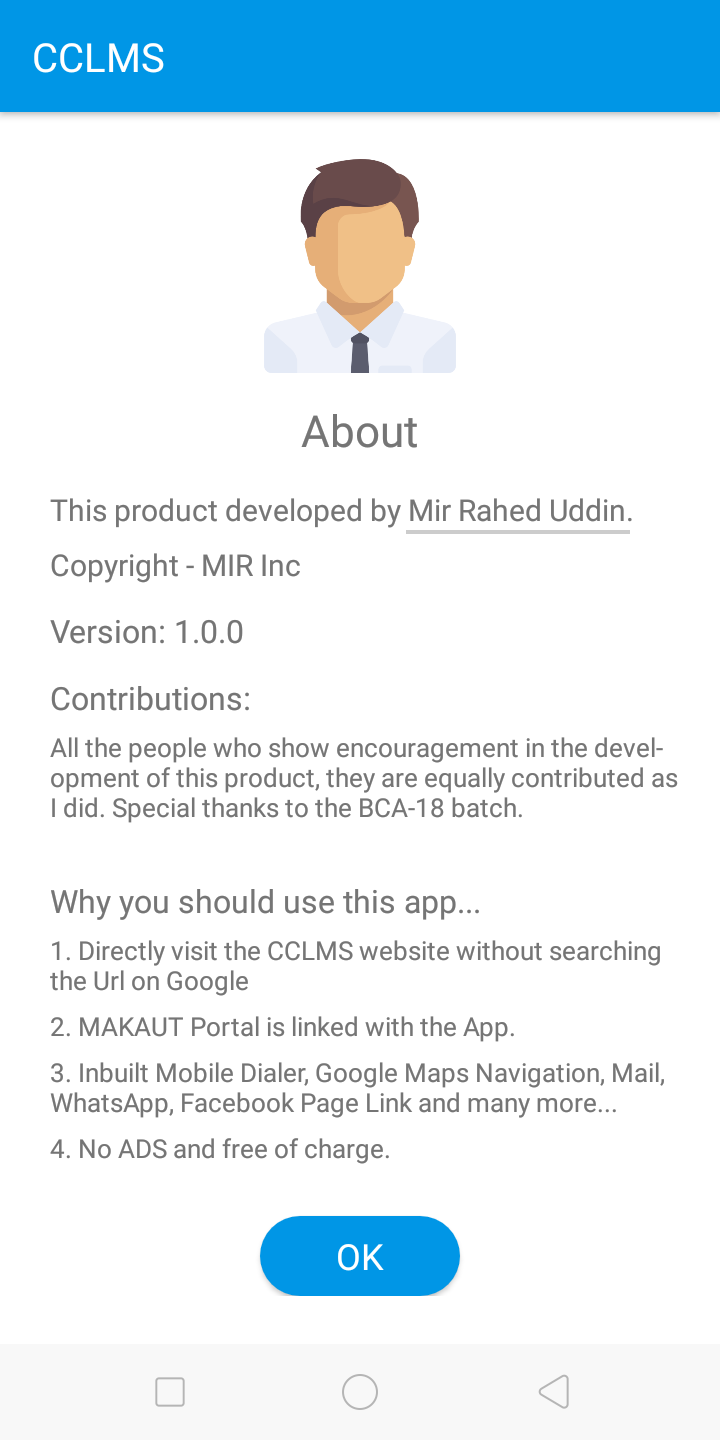 CCLMS
About
This product developed by Mir Rahed Uddin.
Copyright - MIR Inc
Version: 1.0.0
Contributions:
All the people who show encouragement in the devel-
opment of this product, they are equally contributed as
I did. Special thanks to the BCA-18 batch.
Why you should use this app...
1. Directly visit the CCLMS website without searching
the Url on Google
2. MAKAUT Portal is linked with the App.
3. Inbuilt Mobile Dialer, Google Maps Navigation, Mail,
WhatsApp, Facebook Page Link and many more...
4. No ADS and free of charge.
OK